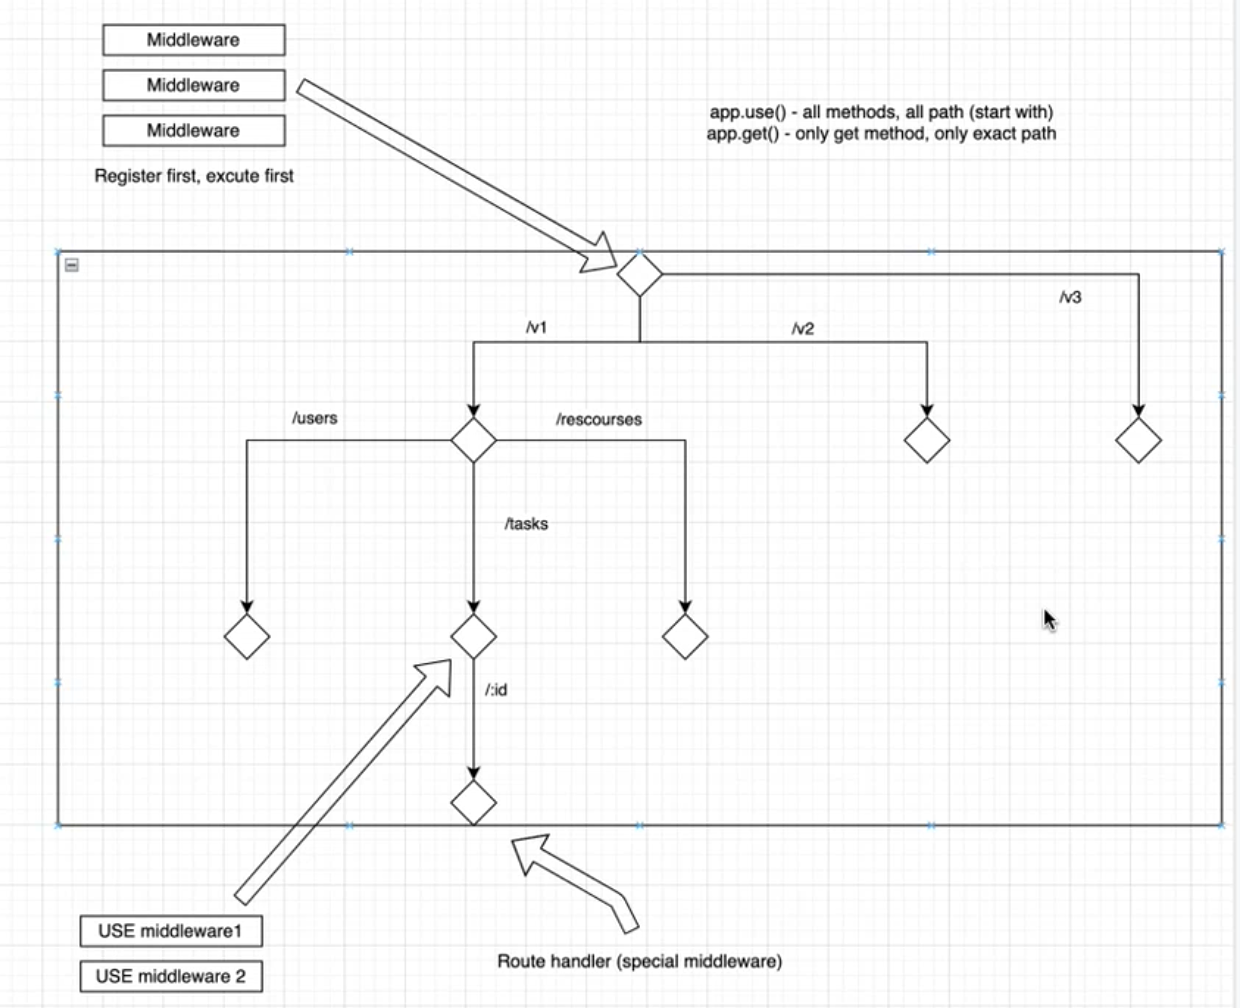 Middleware
Middleware
Middleware
Register first, excute first
app.use() - all methods, all path (start with)
app.get() - only get method, only exact path
/v3
/v1
/v2
/users
/rescourses
/tasks
/:id
USE middleware1
USE middleware 2
Route handler (special middleware)